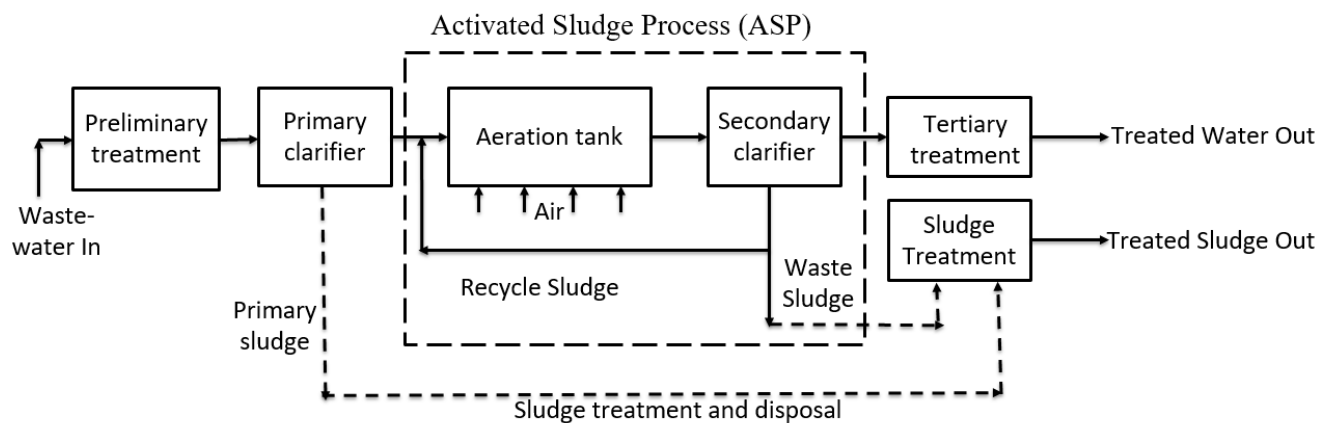 Activated Sludge Process (ASP)
Preliminary
treatment
Primary
clarifier
Aeration tank
Secondary
clarifier
Tertiary
treatment
Treated Water Out
Waste-
water In
Air
Sludge
Treatment
Treated Sludge Out
Recycle Sludge
Waste
Sludge
Primary
sludge
Sludge treatment and disposal